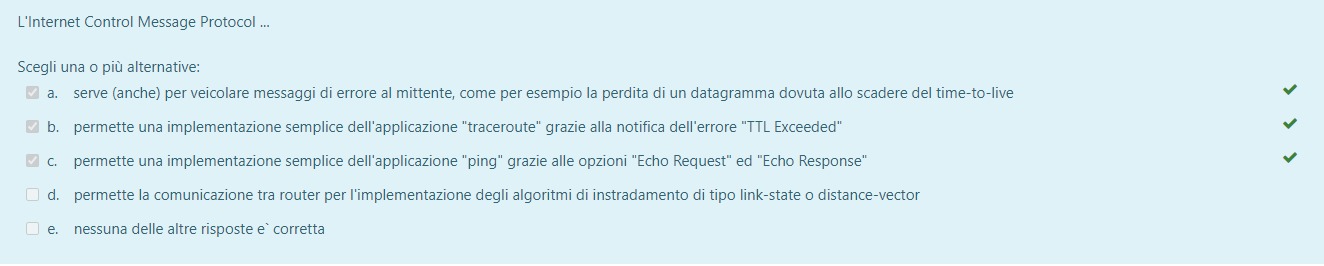 L'Internet Control Message Protocol ...
Scegli una o più alternative:
a. serve (anche) per veicolare messaggi di errore al mittente, come per esempio la perdita di un datagramma dovuta allo scadere del time-to-live
b. permette una implementazione semplice dell'applicazione "traceroute" grazie alla notifica dell'errore "TTL Exceeded"
c. permette una implementazione semplice dell'applicazione "ping" grazie alle opzioni "Echo Request" ed "Echo Response"
d. permette la comunicazione tra router per l'implementazione degli algoritmi di instradamento di tipo link-state o distance-vector
e. nessuna delle altre risposte e` corretta